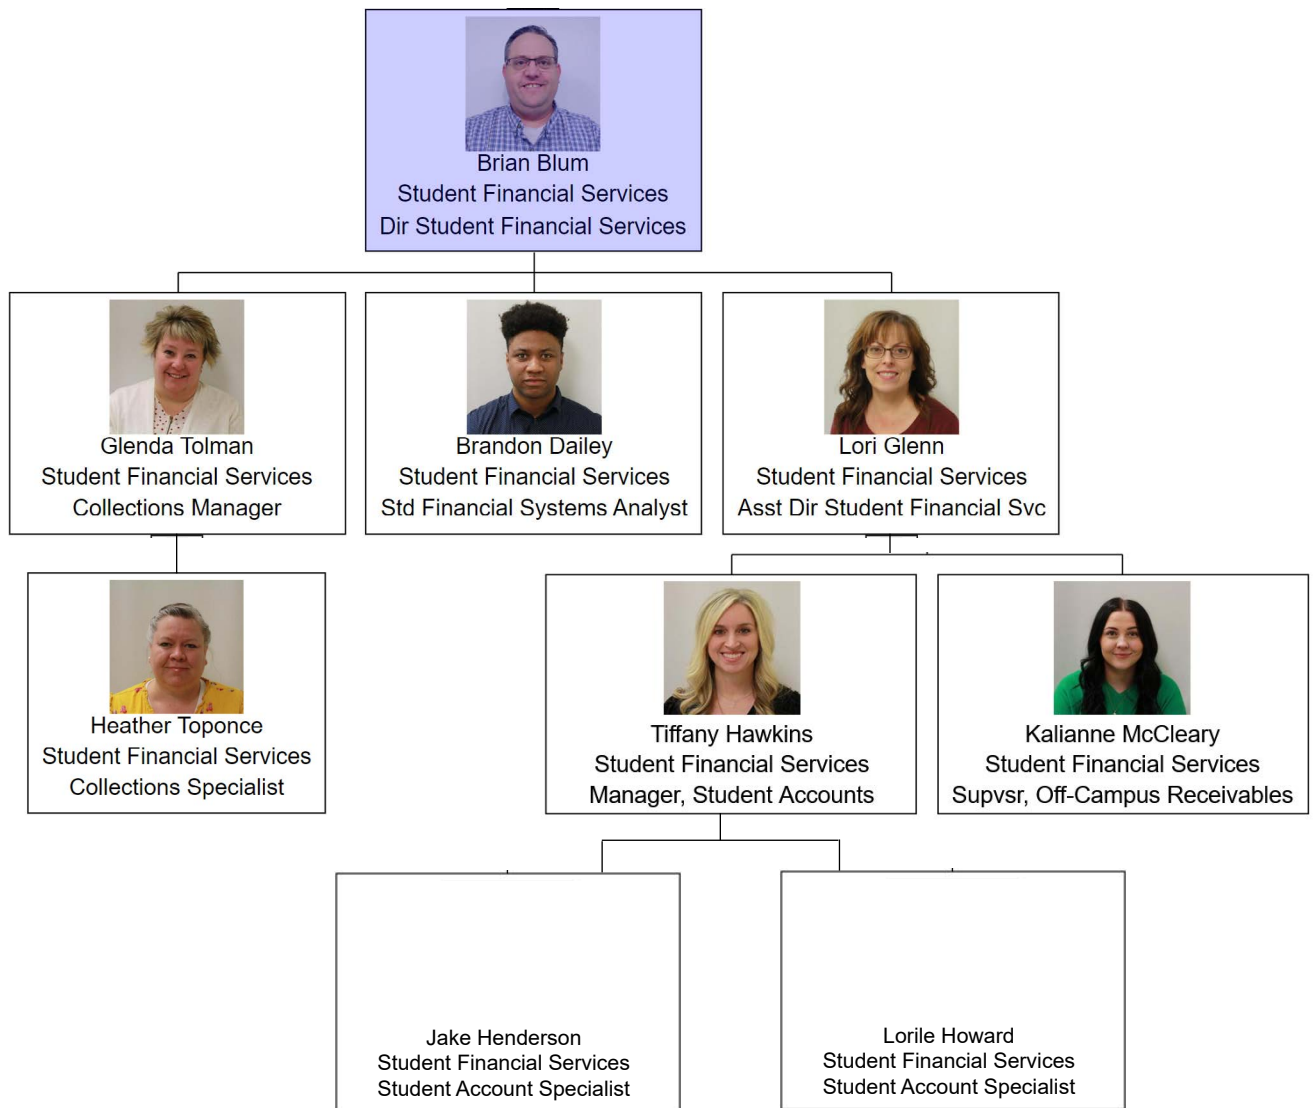 Brian Blum
Student Financial Services
Dir Student Financial Services
Glenda Tolman
Student Financial Services
Collections Manager
Brandon Dailey
Student Financial Services
Std Financial Systems Analyst
Lori Glenn
Student Financial Services
Asst Dir Student Financial Svc
Heather Toponce
Student Financial Services
Collections Specialist
Tiffany Hawkins
Student Financial Services
Manager, Student Accounts
Kalianne McCleary
Student Financial Services
Supvsr, Off-Campus Receivables
Jake Henderson
Student Financial Services
Student Account Specialist
Lorile Howard
Student Financial Services
Student Account Specialist